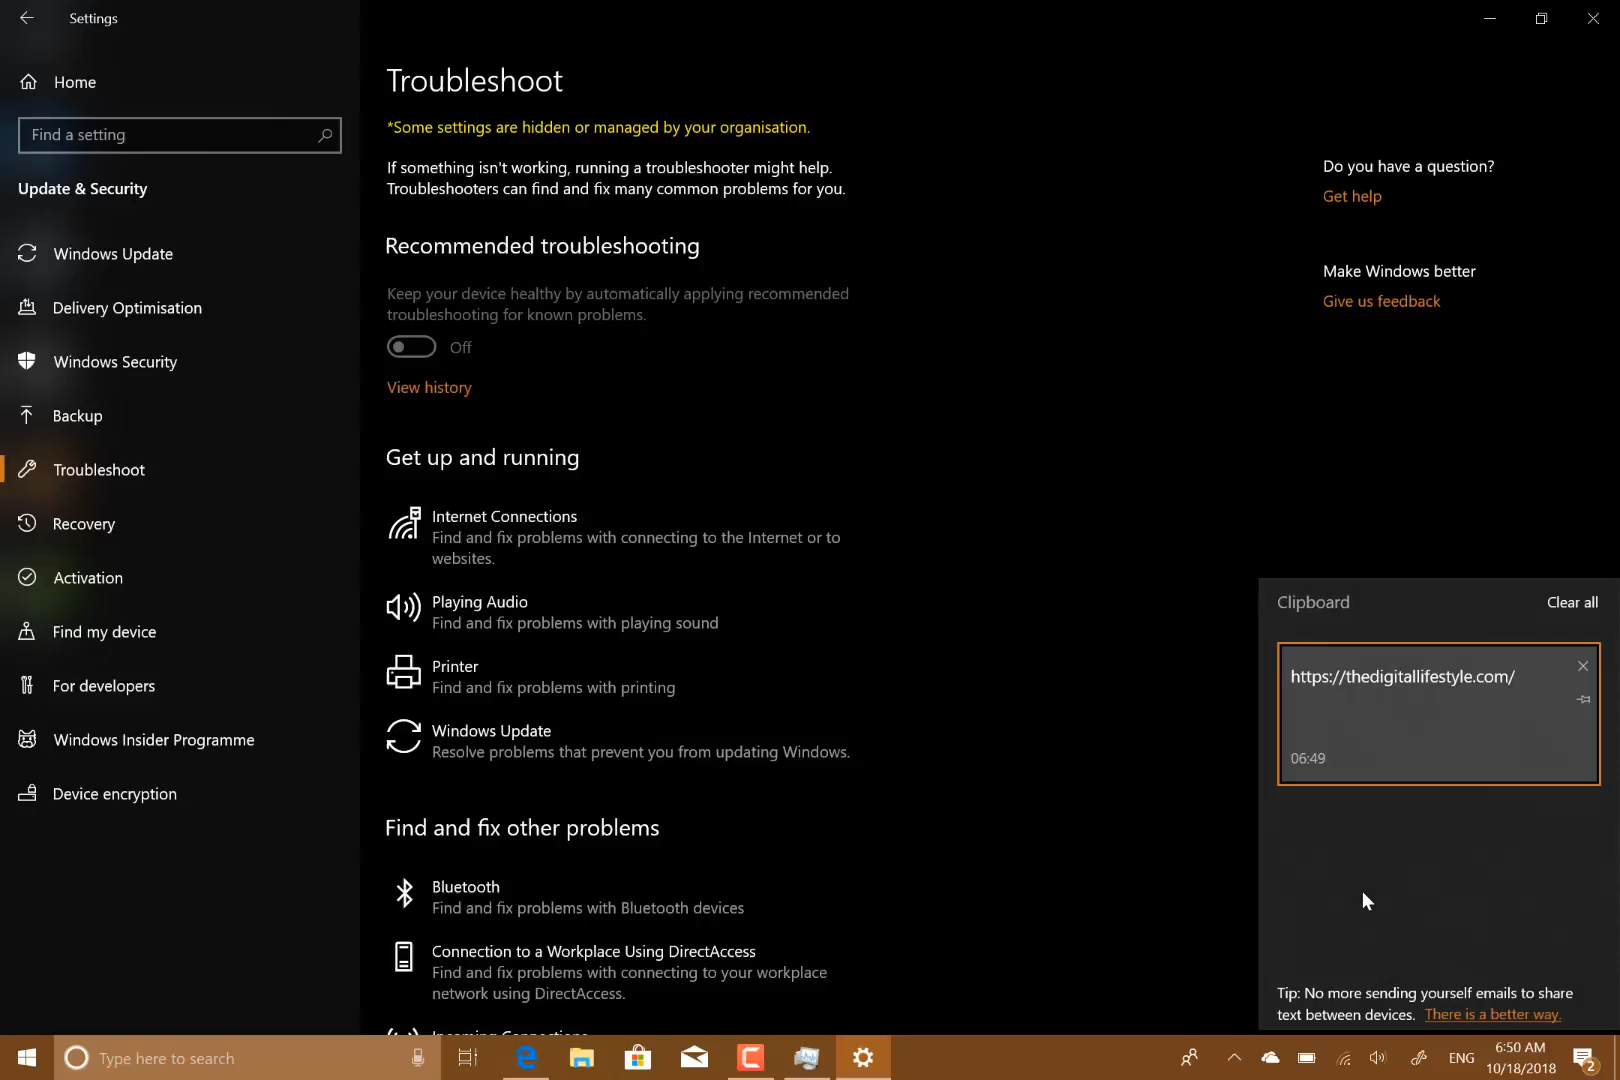 Settings
Home
Find a setting
Update & Security
Windows Update
Delivery Optimisation
Windows Security
Backup
Troubleshoot
Recovery
Activation
Find my device
For developers
Windows Insider Programme
Device encryption
Troubleshoot
*Some settings are hidden or managed by your organisation.
If something isn't working, running a troubleshooter might help.
Troubleshooters can find and fix many common problems for you.
Recommended troubleshooting
Keep your device healthy by automatically applying recommended
troubleshooting for known problems.
Off
View history
Get up and running
Internet Connections
Find and fix problems with connecting to the Internet or to
websites.
Playing Audio
Find and fix problems with playing sound
Printer
Find and fix problems with printing
Windows Update
Resolve problems that prevent you from updating Windows.
Find and fix other problems
Bluetooth
Find and fix problems with Bluetooth devices
Connection to a Workplace Using DirectAccess
Find and fix problems with connecting to your workplace
network using DirectAccess.
Incoming Connections
Do you have a question?
Get help
Make Windows better
Give us feedback
Clipboard
Clear all
https://thedigitallifestyle.com/
06:49
Tip: No more sending yourself emails to share
text between devices. There is a better way.
Type here to search
ENG
6:50 AM
10/18/2018
2